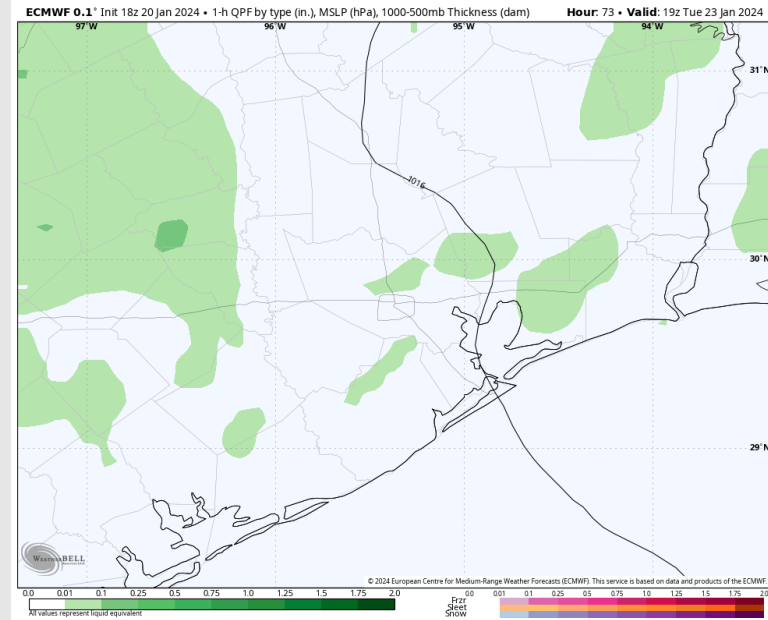 ECMWF 0.1° Init 18z 20 Jan 2024 • 1-h QPF by type (in.), MSLP (hPa), 1000-500mb Thickness (dam) Hour: 73 • Valid: 19z Tue 23 Jan 2024
97°W 96°W 95°W 94°W
31°N
1016
30°N
29°N
WEATHERBELL
© 2024 European Centre for Medium-Range Weather Forecasts (ECMWF). This service is based on data and products of the ECMWF.
0.0 0.01 0.1 0.25 0.5 0.75 1.0 1.25 1.5 1.75 2.0
All values represent liquid equivalent
0.0 .01 0.1 0.25 0.5 0.75 1.0 1.25 1.5 1.75 2.0
Frzr
Sleet
Snow